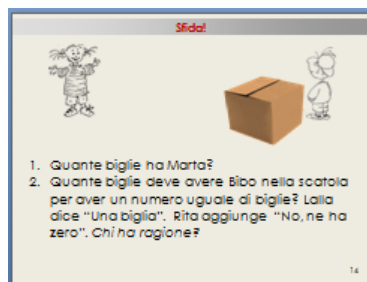 Sfida!
1. Quante biglie ha Marta?
2. Quante biglie deve avere Bibo nella scatola
per aver un numero uguale di biglie? Lalla
dice “Una biglia”. Rita aggiunge “No, ne ha
zero”. Chi ha ragione?
14